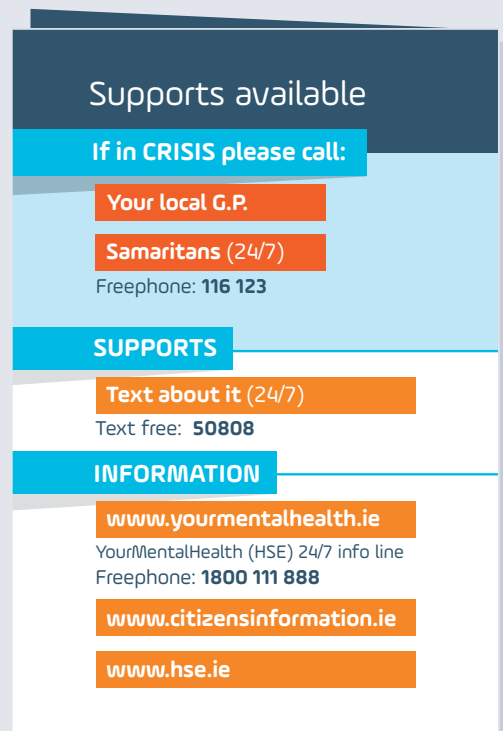 Supports available
If in CRISIS please call:
Your local G.P.
Samaritans (24/7)
Freephone: 116 123
SUPPORTS
Text about it (24/7)
Text free: 50808
INFORMATION
www.yourmentalhealth.ie
YourMentalHealth (HSE) 24/7 info line
Freephone: 1800 111 888
www.citizensinformation.ie
www.hse.ie